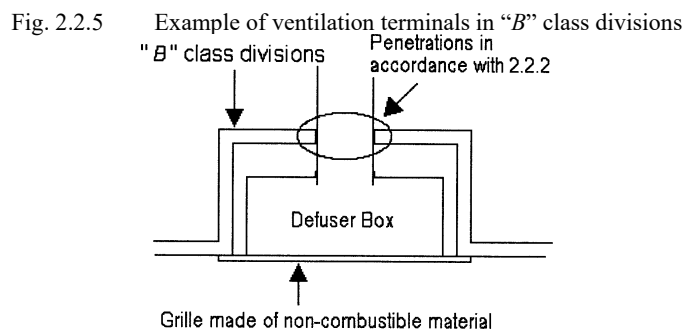 Fig. 2.2.5 Example of ventilation terminals in “B” class divisions
"B" class divisions
Penetrations in
accordance with 2.2.2
Defuser Box
Grille made of non-combustible material